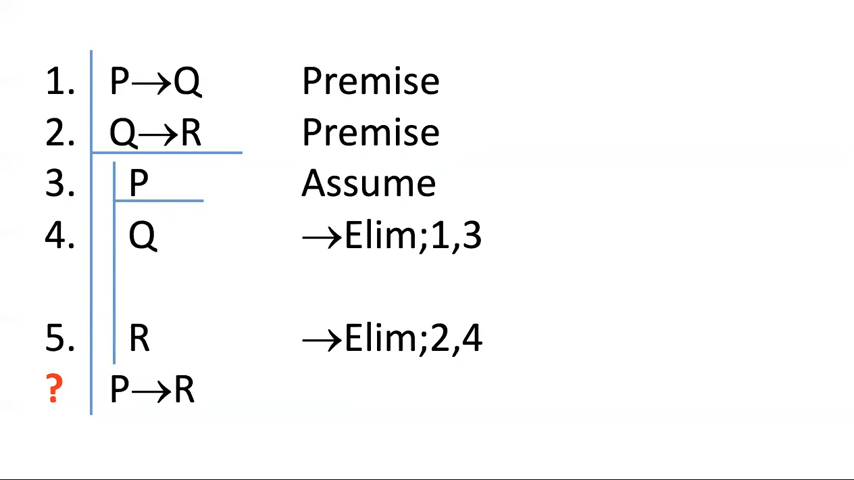 1. P→Q Premise
2. Q→R Premise
3. P Assume
4. Q →Elim;1,3
5. R →Elim;2,4
? P→R